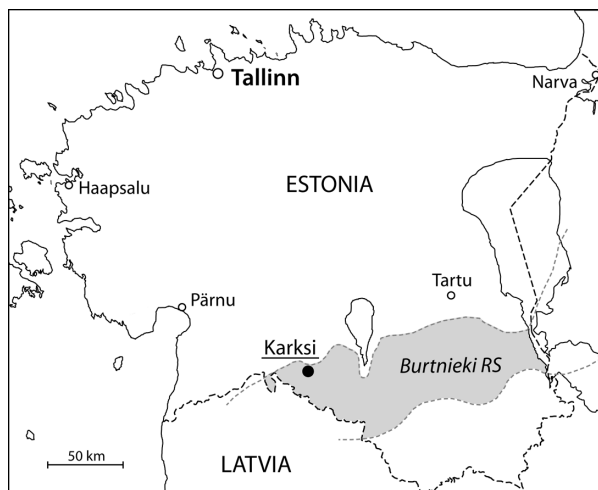 Tallinn
Narva
Haapsalu
ESTONIA
Tartu
Pärnu
Karksi
Burtnieki RS
50 km
LATVIA